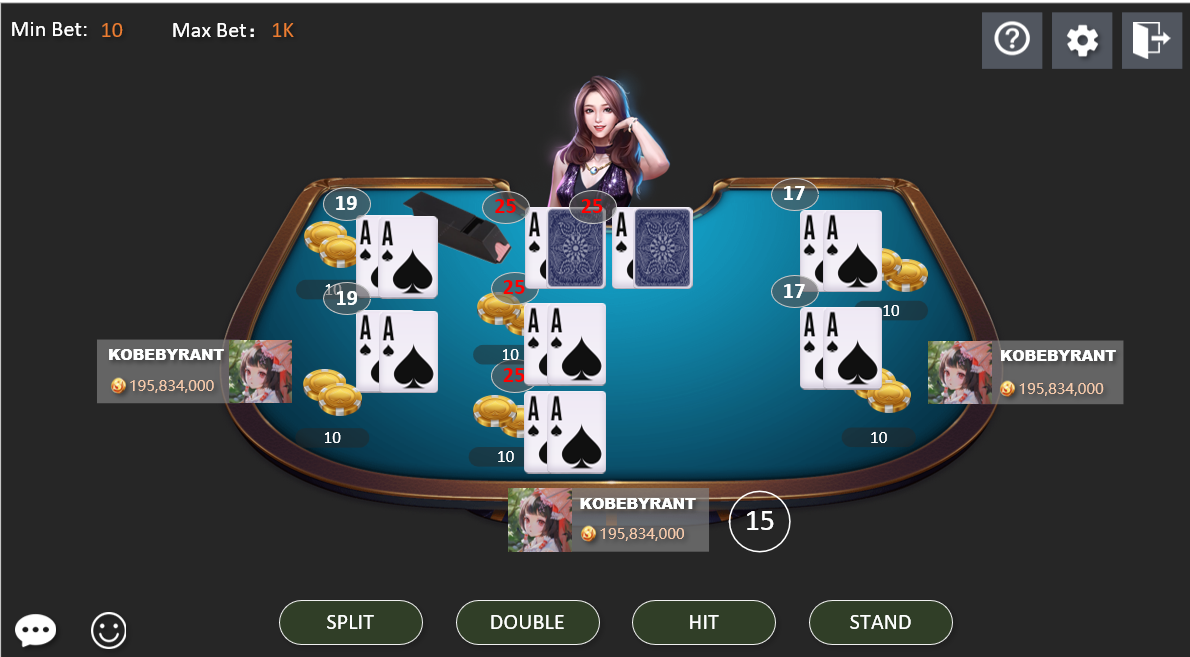 Min Bet: 10
Max Bet: 1K
?
19
25
25
17
A A
A
A
A A
10
19
25
17
10
10
A A
A A
A A
KOBEBYRANT
195,834,000
25
KOBEBYRANT
195,834,000
A A
10
10
10
KOBEBYRANT
195,834,000
15
SPLIT
DOUBLE
HIT
STAND